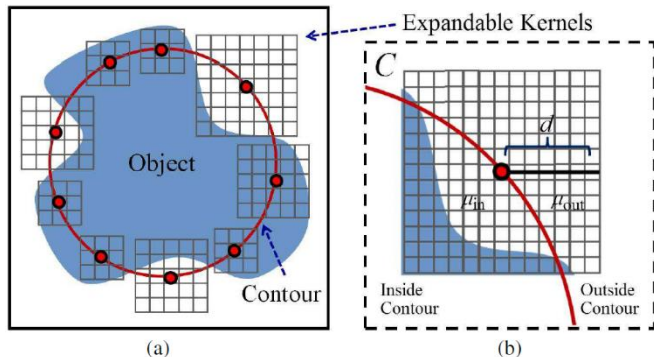 Expandable Kernels
C
d
Object
μin
μout
Contour
Inside
Contour
Outside
Contour
(a)
(b)